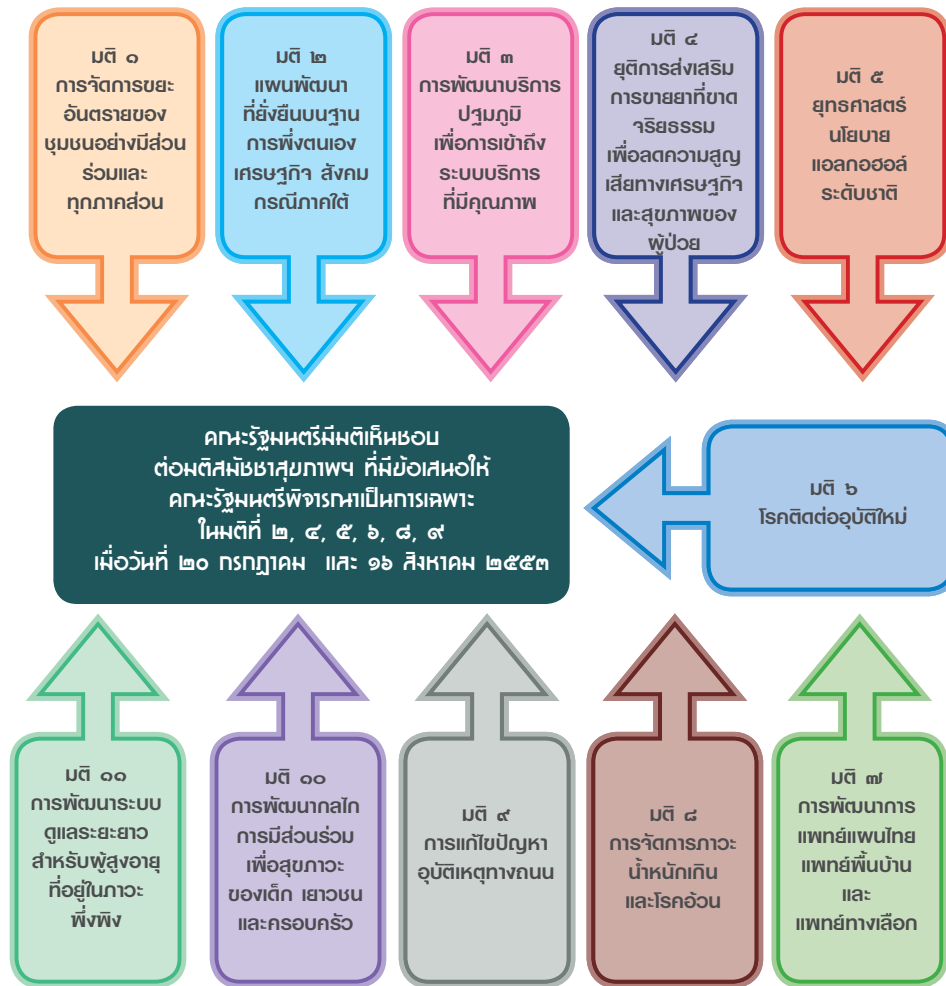 มติ ๑
การจัดการขยะ
อันตรายของ
ชุมชนอย่างมีส่วน
ร่วมและ
ทุกภาคส่วน
มติ ๒
แผนพัฒนา
ที่ยั่งยืนบนฐาน
การพึ่งตนเอง
เศรษฐกิจ สังคม
กรณีภาคใต้
มติ ๓
การพัฒนาบริการ
ปฐมภูมิ
เพื่อการเข้าถึง
ระบบบริการ
ที่มีคุณภาพ
มติ ๔
ยุติการส่งเสริม
การขายยาที่ขาด
จริยธรรม
เพื่อลดความสูญ
เสียทางเศรษฐกิจ
และสุขภาพของ
ผู้ป่วย
มติ ๕
ยุทธศาสตร์
นโยบาย
แอลกอฮอล์
ระดับชาติ
คณะรัฐมนตรีมีมติเห็นชอบ
ต่อมติสมัชชาสุขภาพฯ ที่มีข้อเสนอให้
คณะรัฐมนตรีพิจารณาเป็นการเฉพาะ
ในมติที่ ๒, ๔, ๕, ๖, ๘, ๙
เมื่อวันที่ ๒๐ กรกฎาคม และ ๑๖ สิงหาคม ๒๕๕๓
มติ ๖
โรคติดต่ออุบัติใหม่
มติ ๑๑
การพัฒนาระบบ
ดูแลระยะยาว
สำหรับผู้สูงอายุ
ที่อยู่ในภาวะ
พึ่งพิง
มติ ๑๐
การพัฒนากลไก
การมีส่วนร่วม
เพื่อสุขภาวะ
ของเด็ก เยาวชน
และครอบครัว
มติ ๙
การแก้ไขปัญหา
อุบัติเหตุทางถนน
มติ ๘
การจัดการภาวะ
น้ำหนักเกิน
และโรคอ้วน
มติ ๗
การพัฒนาการ
แพทย์แผนไทย
แพทย์พื้นบ้าน
และ
แพทย์ทางเลือก